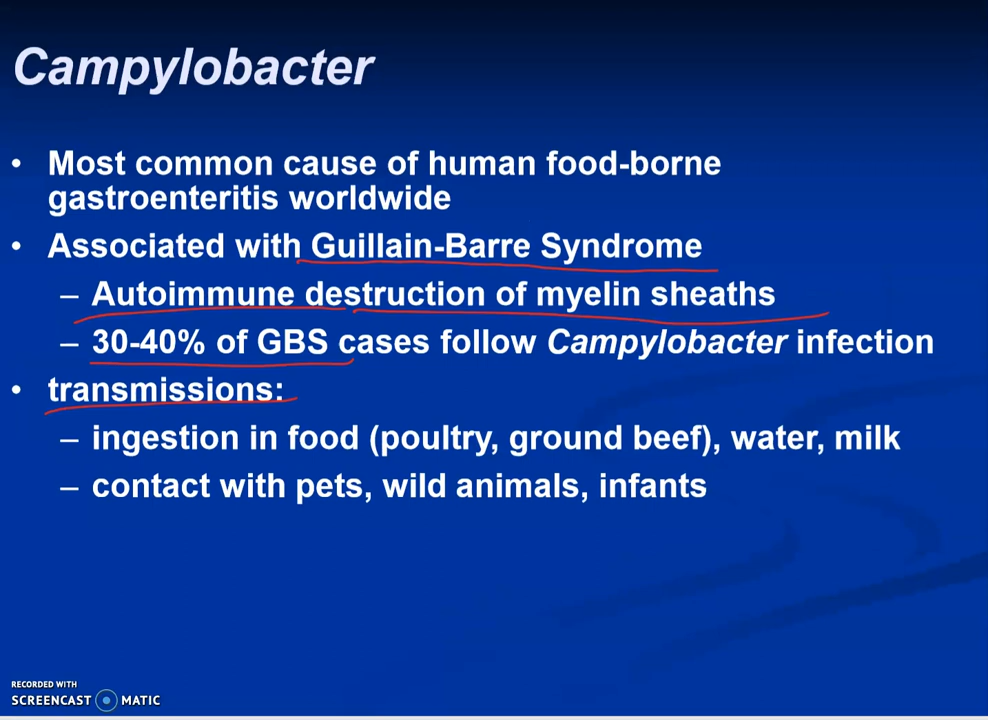 Campylobacter
• Most common cause of human food-borne
gastroenteritis worldwide
• Associated with Guillain-Barre Syndrome
– Autoimmune destruction of myelin sheaths
– 30-40% of GBS cases follow Campylobacter infection
• transmissions:
– ingestion in food (poultry, ground beef), water, milk
– contact with pets, wild animals, infants
RECORDED WITH
SCREENCAST MATIC